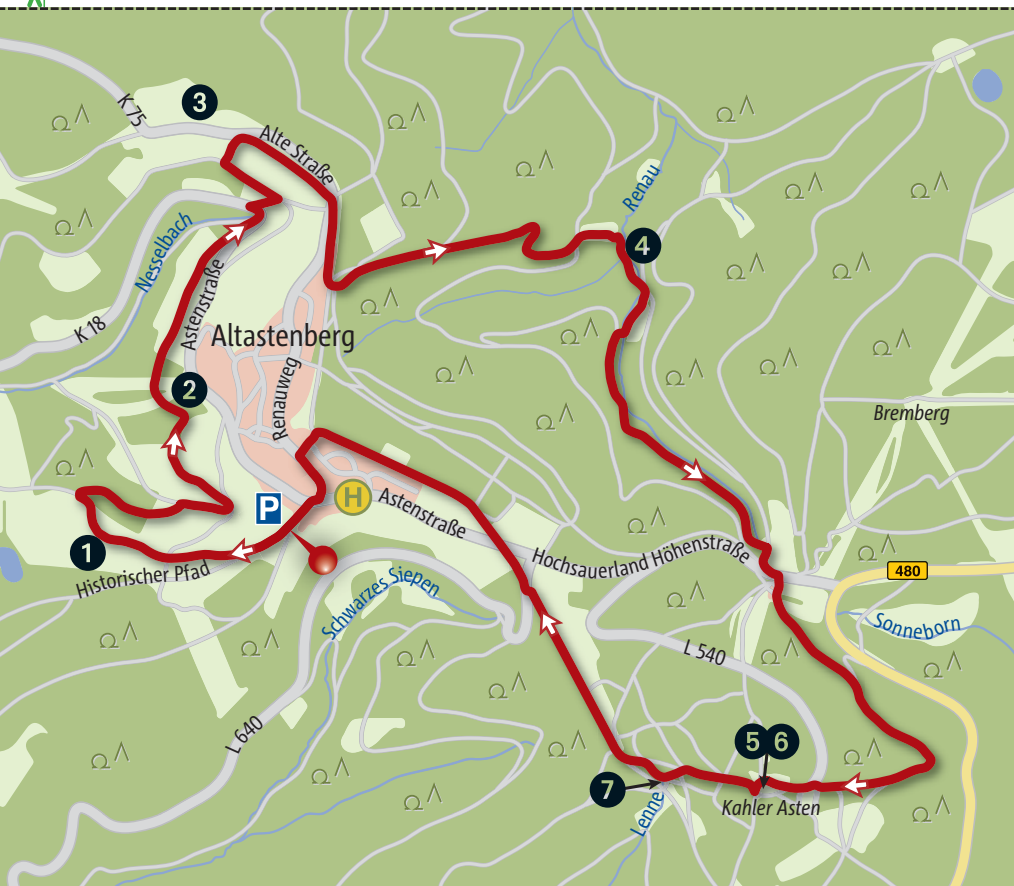 K 75
3
Alte Straße
Renau
Nesselbach
4
Astenstraße
K 18
Altastenberg
2
Renauweg
Bremberg
P
H
Astenstraße
1
Historischer Pfad
Hochsauerland Höhenstraße
480
Schwarzes Siepen
Sonneborn
L 540
L 640
5 6
7
Lenne
Kahler Asten